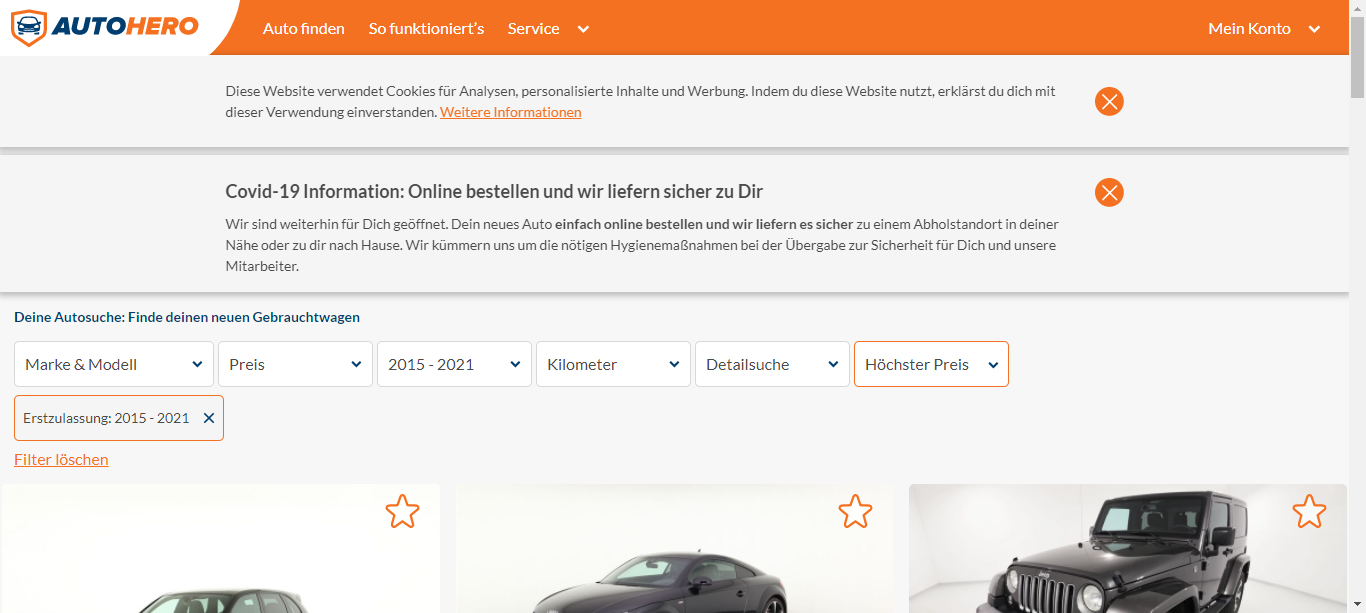 AUTOHERO Auto finden So funktioniert's Service Mein Konto
Diese Website verwendet Cookies für Analysen, personalisierte Inhalte und Werbung. Indem du diese Website nutzt, erklärst du dich mit
dieser Verwendung einverstanden. Weitere Informationen
Covid-19 Information: Online bestellen und wir liefern sicher zu Dir
Wir sind weiterhin für Dich geöffnet. Dein neues Auto einfach online bestellen und wir liefern es sicher zu einem Abholstandort in deiner
Nähe oder zu dir nach Hause. Wir kümmern uns um die nötigen Hygienemaßnahmen bei der Übergabe zur Sicherheit für Dich und unsere
Mitarbeiter.
Deine Autosuche: Finde deinen neuen Gebrauchtwagen
Marke & Modell Preis 2015 - 2021 Kilometer Detailsuche Höchster Preis
Erstzulassung: 2015 - 2021
Filter löschen
Jeep